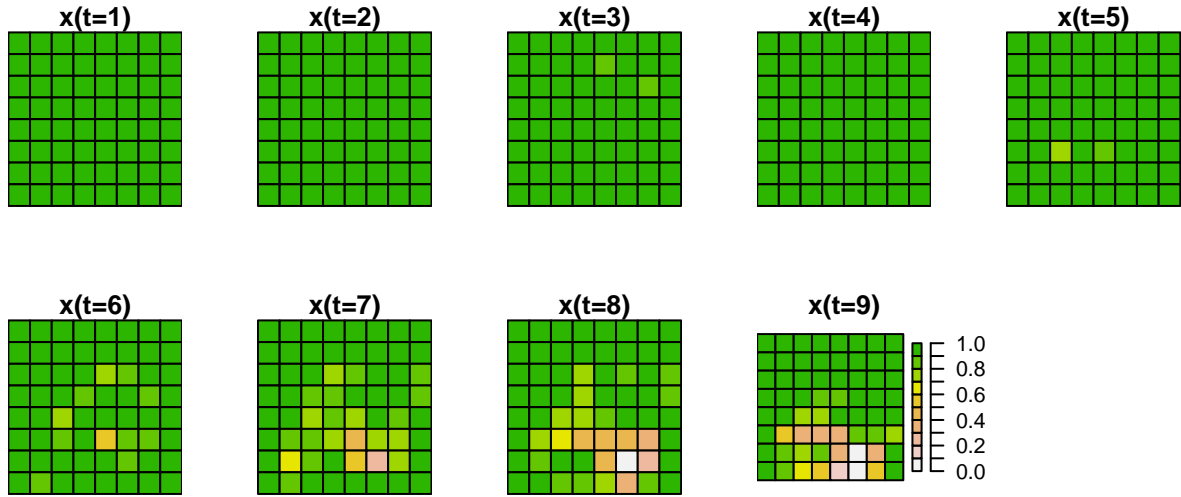 x(t=1)
x(t=2)
x(t=3)
x(t=4)
x(t=5)
x(t=6)
x(t=7)
x(t=8)
x(t=9)
1.0
0.8
0.6
0.4
0.2
0.0